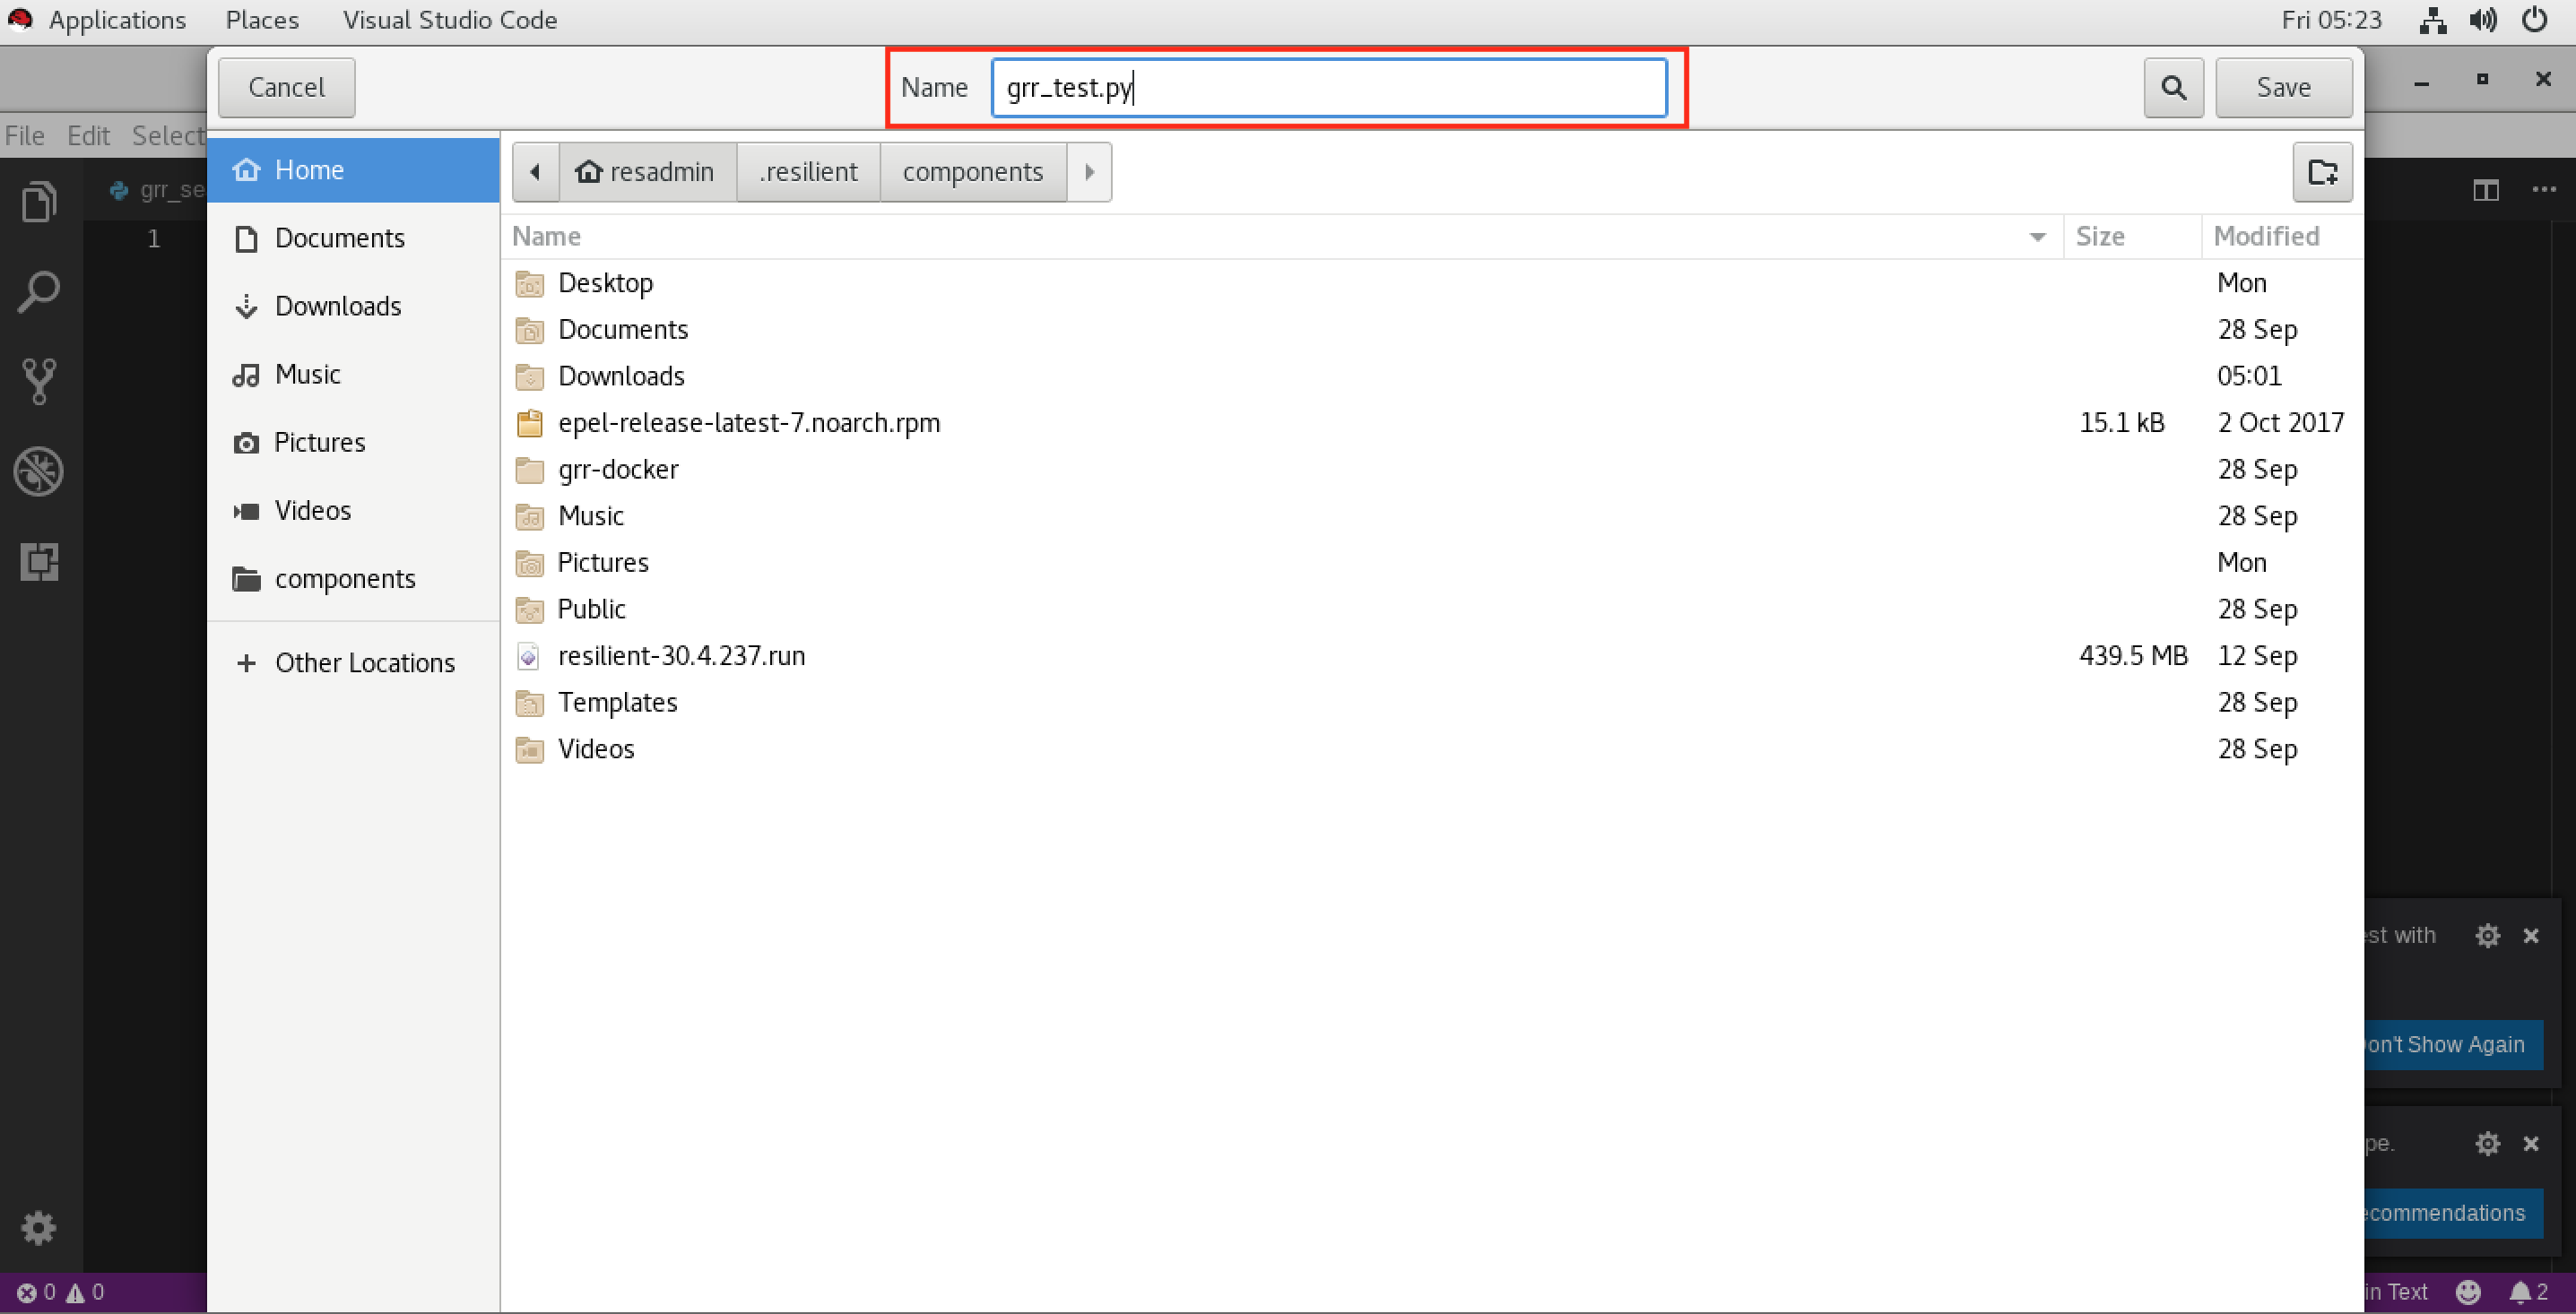 Applications Places Visual Studio Code Fri 05:23
Cancel Name grr_test.py Save
File Edit Select
Home resadmin .resilient components
grr_se
1 Documents Name Size Modified
Downloads Desktop Mon
Music Documents 28 Sep
Pictures Downloads 05:01
Videos epel-release-latest-7.noarch.rpm 15.1 kB 2 Oct 2017
components grr-docker 28 Sep
Other Locations Music 28 Sep
Pictures Mon
Public 28 Sep
resilient-30.4.237.run 439.5 MB 12 Sep
Templates 28 Sep
Videos 28 Sep
est with
on't Show Again
pe.
ecommendations
0 0 in Text 2